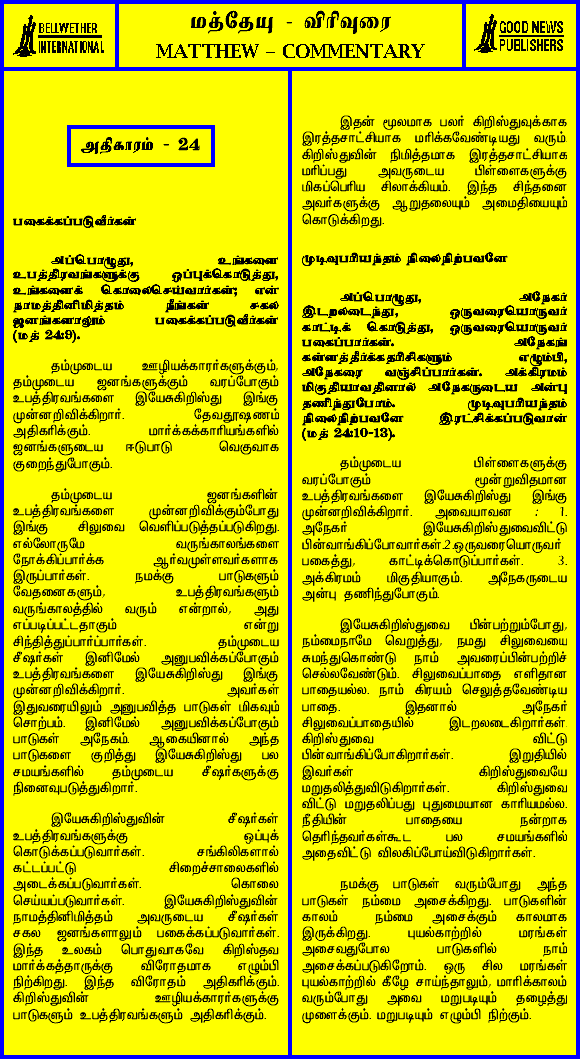 BELLWETHER
INTERNATIONAL
மத்தேயு - விரிவுரை
MATTHEW – COMMENTARY
GOOD NEWS
PUBLISHERS
அதிகாரம் - 24
பகைக்கப்படுவீர்கள்
அப்பொழுது, உங்களை
உபத்திரவங்களுக்கு ஒப்புக்கொடுத்து,
உங்களைக் கொலைசெய்வார்கள்; என்
நாமத்தினிமித்தம் நீங்கள் சகல
ஜனங்களாலும் பகைக்கப்படுவீர்கள்
(மத் 24:9).
தம்முடைய ஊழியக்காரர்களுக்கும்,
தம்முடைய ஜனங்களுக்கும் வரப்போகும்
உபத்திரவங்களை இயேசுகிறிஸ்து இங்கு
முன்னறிவிக்கிறார். தேவதூஷணம்
அதிகரிக்கும். மார்க்கக்காரியங்களில்
ஜனங்களுடைய ஈடுபாடு வெகுவாக
குறைந்துபோகும்.
தம்முடைய ஜனங்களின்
உபத்திரவங்களை முன்னறிவிக்கும்போது
இங்கு சிலுவை வெளிப்படுத்தப்படுகிறது.
எல்லோருமே வருங்காலங்களை
நோக்கிப்பார்க்க ஆர்வமுள்ளவர்களாக
இருப்பார்கள். நமக்கு பாடுகளும்
வேதனைகளும், உபத்திரவங்களும்
வருங்காலத்தில் வரும் என்றால், அது
எப்படிப்பட்டதாகும் என்று
சிந்தித்துப்பார்ப்பார்கள். தம்முடைய
சீஷர்கள் இனிமேல் அனுபவிக்கப்போகும்
உபத்திரவங்களை இயேசுகிறிஸ்து இங்கு
முன்னறிவிக்கிறார். அவர்கள்
இதுவரையிலும் அனுபவித்த பாடுகள் மிகவும்
சொற்பம். இனிமேல் அனுபவிக்கப்போகும்
பாடுகள் அநேகம். ஆகையினால் அந்த
பாடுகளை குறித்து இயேசுகிறிஸ்து பல
சமயங்களில் தம்முடைய சீஷர்களுக்கு
நினைவுபடுத்துகிறார்.
இயேசுகிறிஸ்துவின் சீஷர்கள்
உபத்திரவங்களுக்கு ஒப்புக்
கொடுக்கப்படுவார்கள். சங்கிலிகளால்
கட்டப்பட்டு சிறைச்சாலைகளில்
அடைக்கப்படுவார்கள். கொலை
செய்யப்படுவார்கள். இயேசுகிறிஸ்துவின்
நாமத்தினிமித்தம் அவருடைய சீஷர்கள்
சகல ஜனங்களாலும் பகைக்கப்படுவார்கள்.
இந்த உலகம் பொதுவாகவே கிறிஸ்தவ
மார்க்கத்தாருக்கு விரோதமாக எழும்பி
நிற்கிறது. இந்த விரோதம் அதிகரிக்கும்.
கிறிஸ்துவின் ஊழியக்காரர்களுக்கு
பாடுகளும் உபத்திரவங்களும் அதிகரிக்கும்.
இதன் மூலமாக பலர் கிறிஸ்துவுக்காக
இரத்தசாட்சியாக மரிக்கவேண்டியது வரும்.
கிறிஸ்துவின் நிமித்தமாக இரத்தசாட்சியாக
மரிப்பது அவருடைய பிள்ளைகளுக்கு
மிகப்பெரிய சிலாக்கியம். இந்த சிந்தனை
அவர்களுக்கு ஆறுதலையும் அமைதியையும்
கொடுக்கிறது.
முடிவுபரியந்தம் நிலைநிற்பவனே
அப்பொழுது, அநேகர்
இடறலடைந்து, ஒருவரையொருவர்
காட்டிக் கொடுத்து, ஒருவரையொருவர்
பகைப்பார்கள். அநேகங்
கள்ளத்தீர்க்கதரிசிகளும் எழும்பி,
அநேகரை வஞ்சிப்பார்கள். அக்கிரமம்
மிகுதியாவதினால் அநேகருடைய அன்பு
தணிந்துபோம். முடிவுபரியந்தம்
நிலைநிற்பவனே இரட்சிக்கப்படுவான்
(மத் 24:10-13).
தம்முடைய பிள்ளைகளுக்கு
வரப்போகும் மூன்றுவிதமான
உபத்திரவங்களை இயேசுகிறிஸ்து இங்கு
முன்னறிவிக்கிறார். அவையாவன : 1.
அநேகர் இயேசுகிறிஸ்துவைவிட்டு
பின்வாங்கிப்போவார்கள்.2.ஒருவரையொருவர்
பகைத்து, காட்டிக்கொடுப்பார்கள். 3.
அக்கிரமம் மிகுதியாகும். அநேகருடைய
அன்பு தணிந்துபோகும்.
இயேசுகிறிஸ்துவை பின்பற்றும்போது,
நம்மைநாமே வெறுத்து, நமது சிலுவையை
சுமந்துகொண்டு நாம் அவரைப்பின்பற்றிச்
செல்லவேண்டும். சிலுவைப்பாதை எளிதான
பாதையல்ல. நாம் கிரயம் செலுத்தவேண்டிய
பாதை. இதனால் அநேகர்
சிலுவைப்பாதையில் இடறலடைகிறார்கள்.
கிறிஸ்துவை விட்டு
பின்வாங்கிப்போகிறார்கள். இறுதியில்
இவர்கள் கிறிஸ்துவையே
மறுதலித்துவிடுகிறார்கள். கிறிஸ்துவை
விட்டு மறுதலிப்பது புதுமையான காரியமல்ல.
நீதியின் பாதையை நன்றாக
தெரிந்தவர்கள்கூட பல சமயங்களில்
அதைவிட்டு விலகிப்போய்விடுகிறார்கள்.
நமக்கு பாடுகள் வரும்போது அந்த
பாடுகள் நம்மை அசைக்கிறது. பாடுகளின்
காலம் நம்மை அசைக்கும் காலமாக
இருக்கிறது. புயல்காற்றில் மரங்கள்
அசைவதுபோல பாடுகளில் நாம்
அசைக்கப்படுகிறோம். ஒரு சில மரங்கள்
புயல்காற்றில் கீழே சாய்ந்தாலும், மாரிக்காலம்
வரும்போது அவை மறுபடியும் தழைத்து
முளைக்கும். மறுபடியும் எழும்பி நிற்கும்.